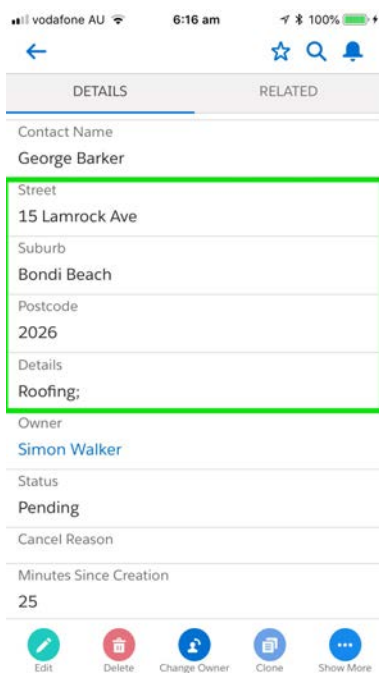 vodafone AU 6:16 am 100%
DETAILS RELATED
Contact Name
George Barker
Street
15 Lamrock Ave
Suburb
Bondi Beach
Postcode
2026
Details
Roofing;
Owner
Simon Walker
Status
Pending
Cancel Reason
Minutes Since Creation
25
Edit Delete Change Owner Clone Show More